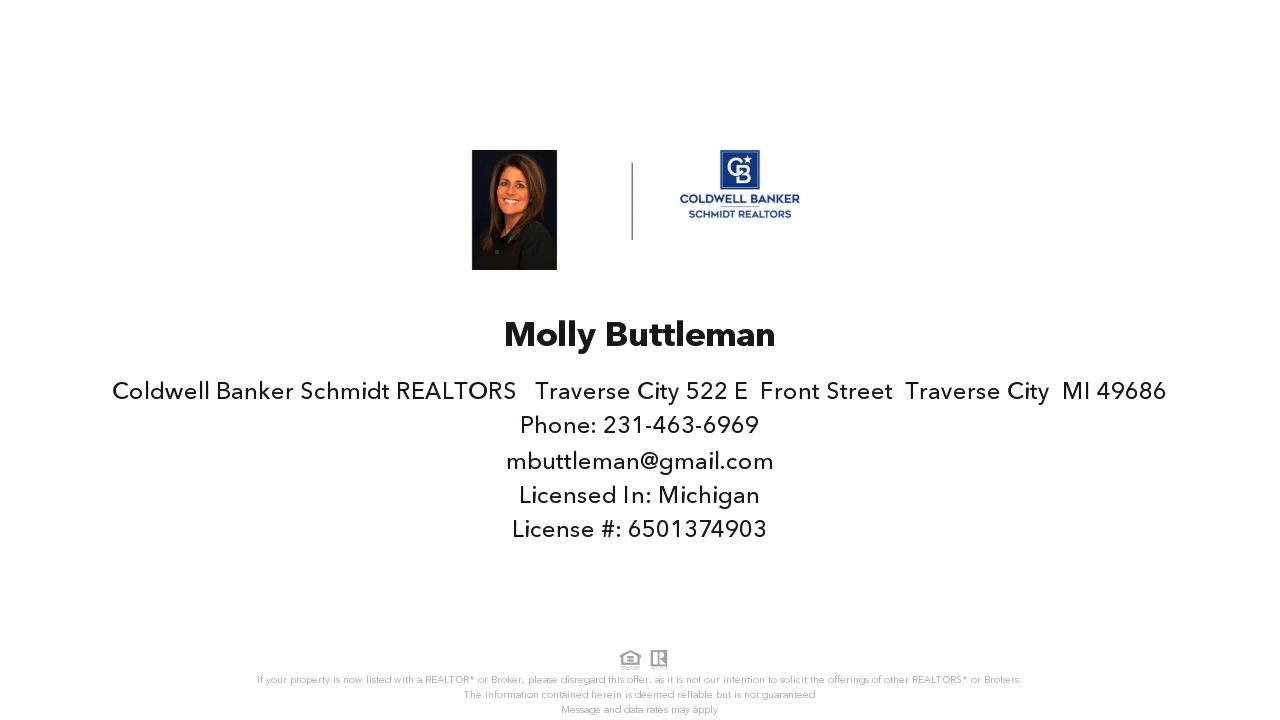 CB
COLDWELL BANKER
SCHMIDT REALTORS
Molly Buttleman
Coldwell Banker Schmidt REALTORS   Traverse City 522 E  Front Street  Traverse City  MI 49686
Phone: 231-463-6969
mbuttleman@gmail.com
Licensed In: Michigan
License #: 6501374903
If your property is now listed with a REALTOR® or Broker, please disregard this offer, as it is not our intention to solicit the offerings of other REALTORS® or Brokers.
The information contained herein is deemed reliable but is not guaranteed
Message and data rates may apply